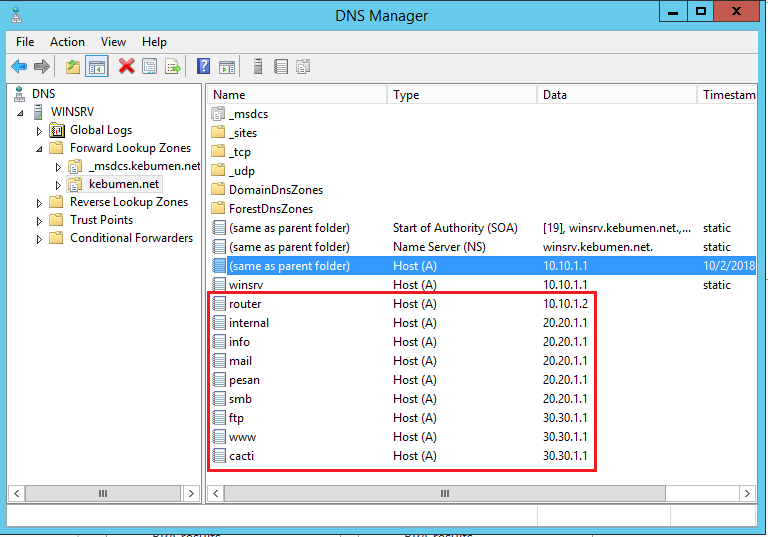 DNS Manager
File Action View Help
DNS
WINSRV
Global Logs
Forward Lookup Zones
_msdcs.kebumen.net
kebumen.net
Reverse Lookup Zones
Trust Points
Conditional Forwarders
Name Type Data Timestam
_msdcs
_sites
_tcp
_udp
DomainDnsZones
ForestDnsZones
(same as parent folder) Start of Authority (SOA) [19], winsrv.kebumen.net.,... static
(same as parent folder) Name Server (NS) winsrv.kebumen.net. static
(same as parent folder) Host (A) 10.10.1.1 10/2/2018
winsrv Host (A) 10.10.1.1 static
router Host (A) 10.10.1.2
internal Host (A) 20.20.1.1
info Host (A) 20.20.1.1
mail Host (A) 20.20.1.1
pesan Host (A) 20.20.1.1
smb Host (A) 20.20.1.1
ftp Host (A) 30.30.1.1
www Host (A) 30.30.1.1
cacti Host (A) 30.30.1.1